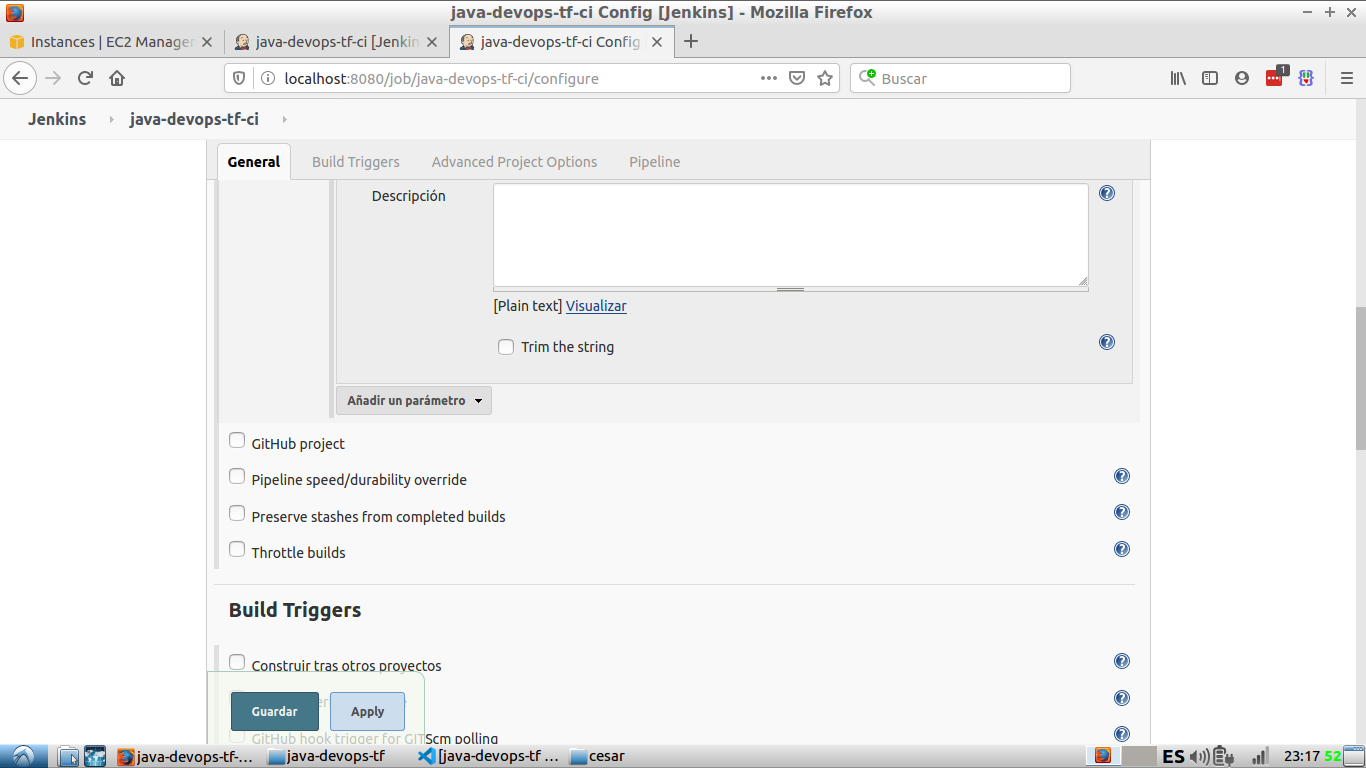 java-devops-tf-ci Config [Jenkins] - Mozilla Firefox
Instances | EC2 Manager
java-devops-tf-ci [Jenkin
java-devops-tf-ci Config
localhost:8080/job/java-devops-tf-ci/configure
Buscar
1
Jenkins
java-devops-tf-ci
General
Build Triggers
Advanced Project Options
Pipeline
Descripción
[Plain text] Visualizar
Trim the string
Añadir un parámetro
GitHub project
Pipeline speed/durability override
Preserve stashes from completed builds
Throttle builds
Build Triggers
Construir tras otros proyectos
Guardar
Apply
GitHub hook trigger for GITScm polling
java-devops-tf-...
java-devops-tf
[java-devops-tf ...
cesar
ES
23:17
52